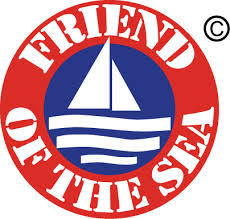 FRIEND
OF THE SEA
©